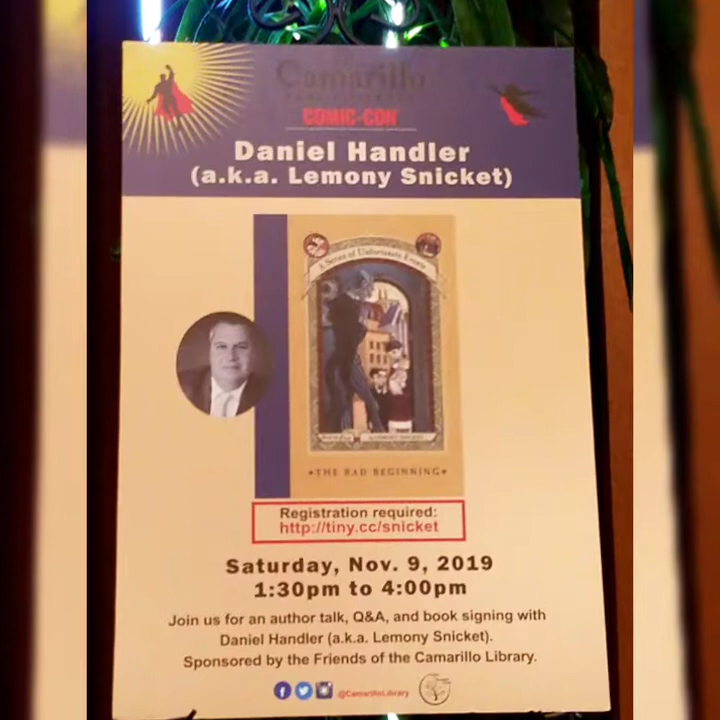 Camarillo
COMIC-CON
Daniel Handler
(a.k.a. Lemony Snicket)
A Series of Unfortunate Events
THE BAD BEGINNING
Registration required:
http://tiny.cc/snicket
Saturday, Nov. 9, 2019
1:30pm to 4:00pm
Join us for an author talk, Q&A, and book signing with
Daniel Handler (a.k.a. Lemony Snicket).
Sponsored by the Friends of the Camarillo Library.
@CamarilloLibrary